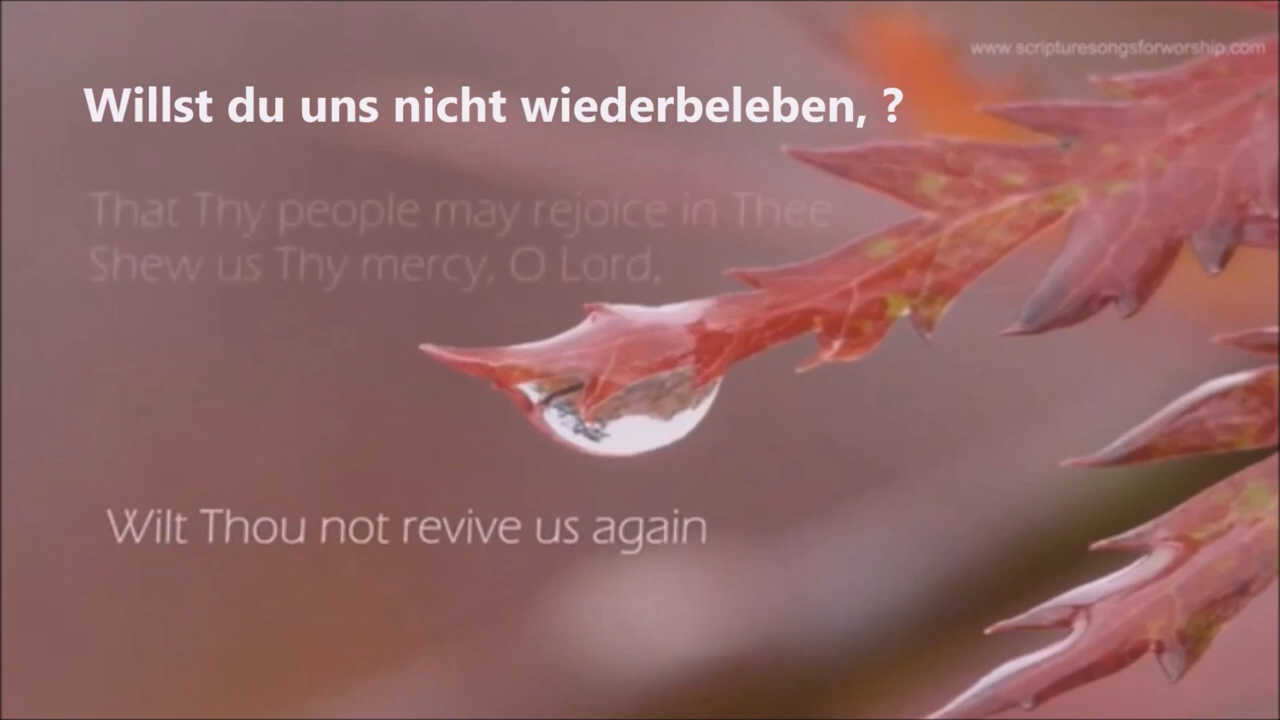 www.scripturesongsforworship.com
Willst du uns nicht wiederbeleben, ?
That Thy people may rejoice in Thee
Shew us Thy mercy, O Lord,
Wilt Thou not revive us again